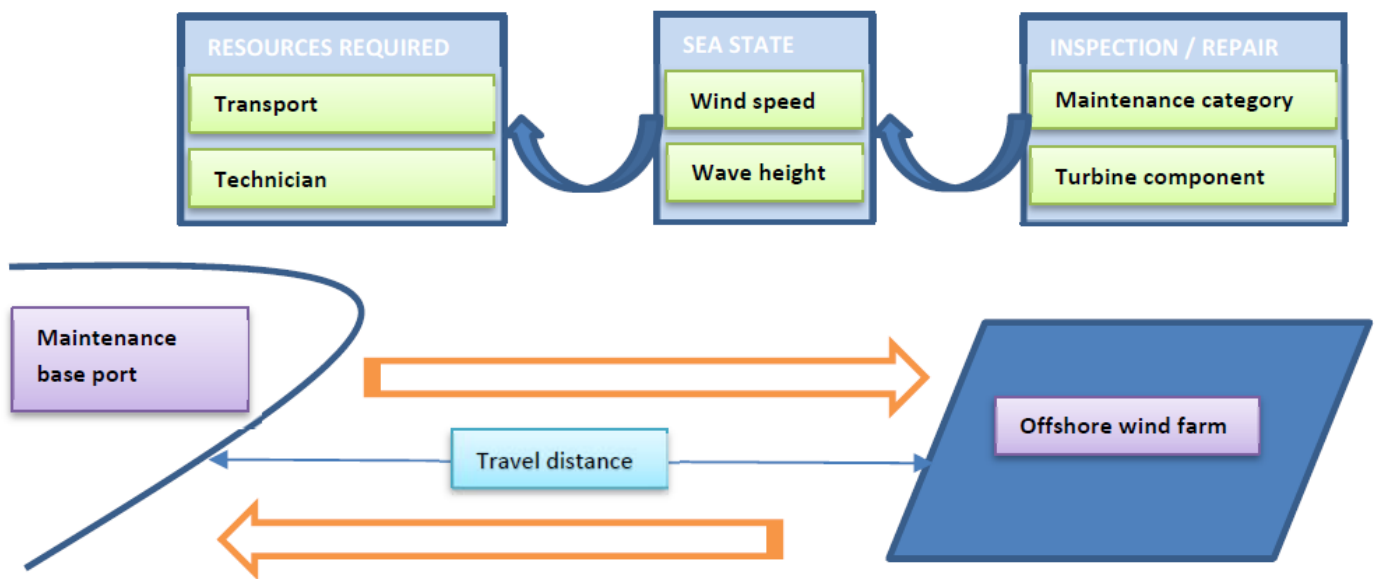 RESOURCES REQUIRED
Transport
Technician
SEA STATE
Wind speed
Wave height
INSPECTION / REPAIR
Maintenance category
Turbine component
Maintenance
base port
Travel distance
Offshore wind farm